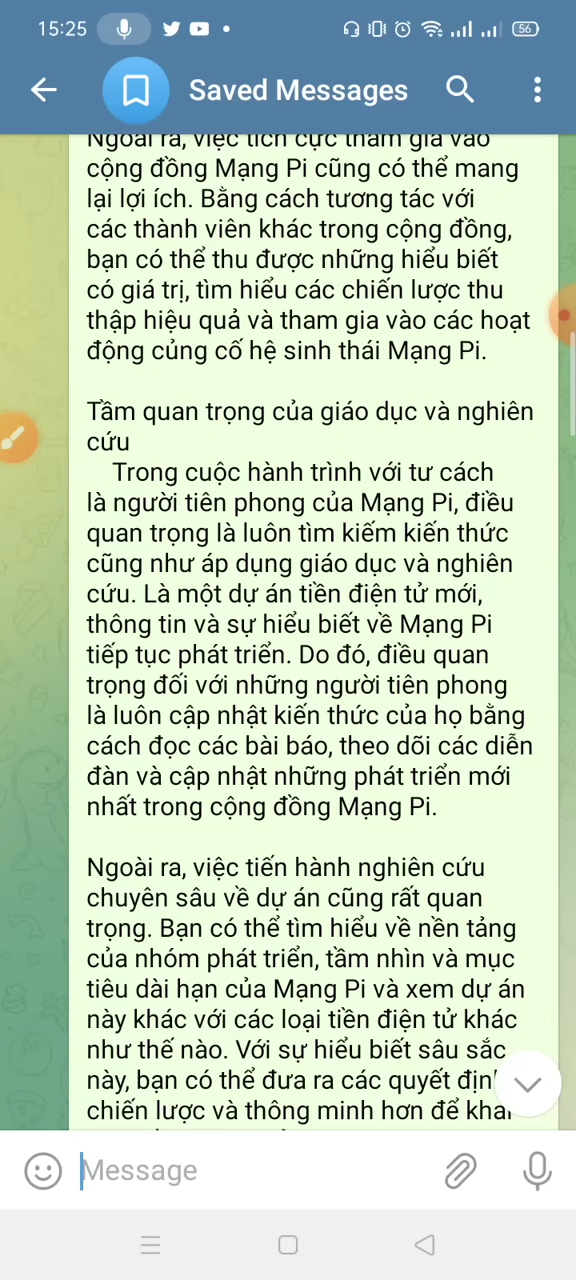 15:25
56
Saved Messages
Ngoài ra, việc tích cực tham gia vào
cộng đồng Mạng Pi cũng có thể mang
lại lợi ích. Bằng cách tương tác với
các thành viên khác trong cộng đồng,
bạn có thể thu được những hiểu biết
có giá trị, tìm hiểu các chiến lược thu
thập hiệu quả và tham gia vào các hoạt
động củng cố hệ sinh thái Mạng Pi.
Tầm quan trọng của giáo dục và nghiên
cứu
Trong cuộc hành trình với tư cách
là người tiên phong của Mạng Pi, điều
quan trọng là luôn tìm kiếm kiến thức
cũng như áp dụng giáo dục và nghiên
cứu. Là một dự án tiền điện tử mới,
thông tin và sự hiểu biết về Mạng Pi
tiếp tục phát triển. Do đó, điều quan
trọng đối với những người tiên phong
là luôn cập nhật kiến thức của họ bằng
cách đọc các bài báo, theo dõi các diễn
đàn và cập nhật những phát triển mới
nhất trong cộng đồng Mạng Pi.
Ngoài ra, việc tiến hành nghiên cứu
chuyên sâu về dự án cũng rất quan
trọng. Bạn có thể tìm hiểu về nền tảng
của nhóm phát triển, tầm nhìn và mục
tiêu dài hạn của Mạng Pi và xem dự án
này khác với các loại tiền điện tử khác
như thế nào. Với sự hiểu biết sâu sắc
này, bạn có thể đưa ra các quyết
chiến lược và thông minh hơn để
Message